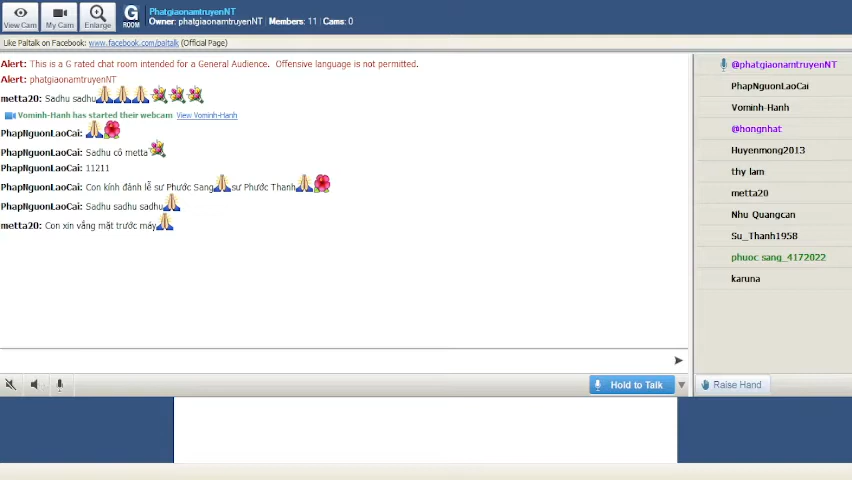 View Cam
My Cam
Enlarge
G
ROOM
PhatgiaonamtruyenNT
Owner: phatgiaonamtruyenNT | Members: 11 | Cams: 0
Like Paltalk on Facebook: www.facebook.com/paltalk (Official Page)
Alert: This is a G rated chat room intended for a General Audience. Offensive language is not permitted.
Alert: phatgiaonamtruyenNT
metta20: Sadhu sadhu
Vominh-Hanh has started their webcam View Vominh-Hanh
PhapNguonLaoCai:
PhapNguonLaoCai: Sadhu cô metta
PhapNguonLaoCai: 11211
PhapNguonLaoCai: Con kính đảnh lễ sư Phước Sang sư Phước Thanh
PhapNguonLaoCai: Sadhu sadhu sadhu
metta20: Con xin vắng mặt trước máy
@phatgiaonamtruyenNT
PhapNguonLaoCai
Vominh-Hanh
@hongnhat
Huyenmong2013
thy lam
metta20
Nhu Quangcan
Su_Thanh1958
phuoc sang_4172022
karuna
Hold to Talk
Raise Hand